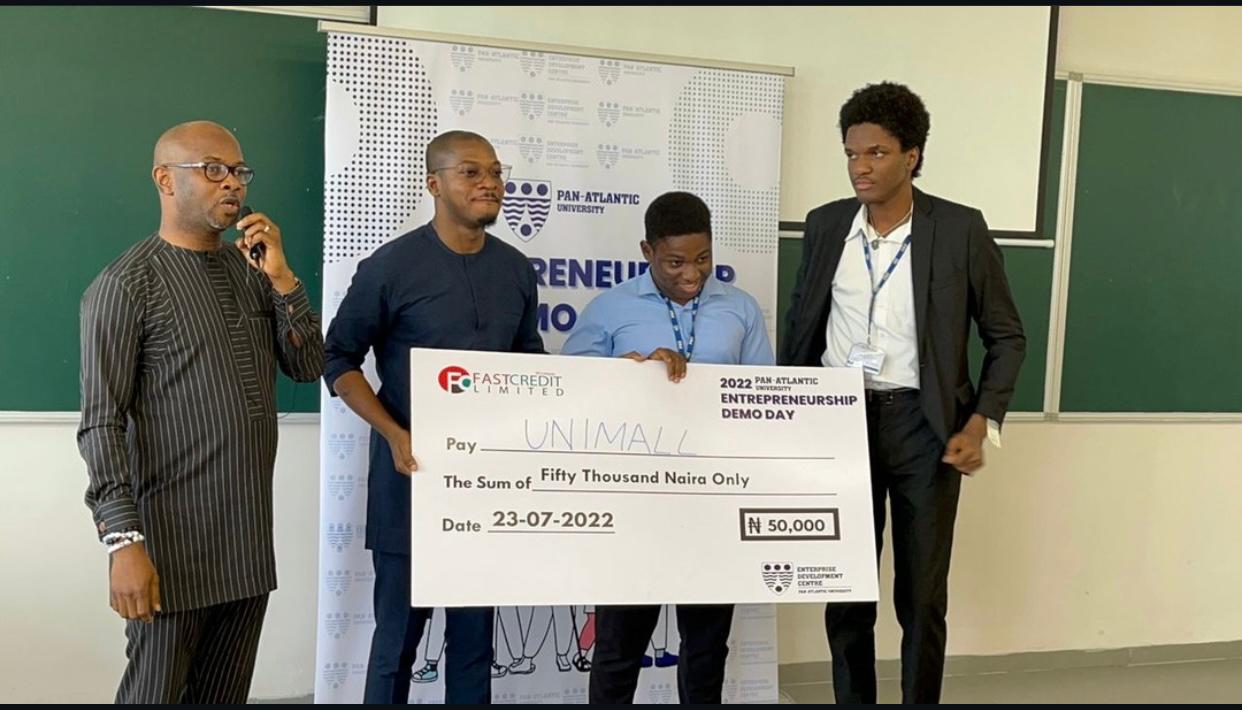 PAN-ATLANTIC
UNIVERSITY
RENEU
MO
FASTCREDIT
LIMITED
2022 PAN-ATLANTIC
UNIVERSITY
ENTREPRENEURSHIP
DEMO DAY
Pay UNIMALL
The Sum of Fifty Thousand Naira Only
Date 23-07-2022
₦ 50,000
ENTERPRISE
DEVELOPMENT
CENTRE
PAN-ATLANTIC UNIVERSITY